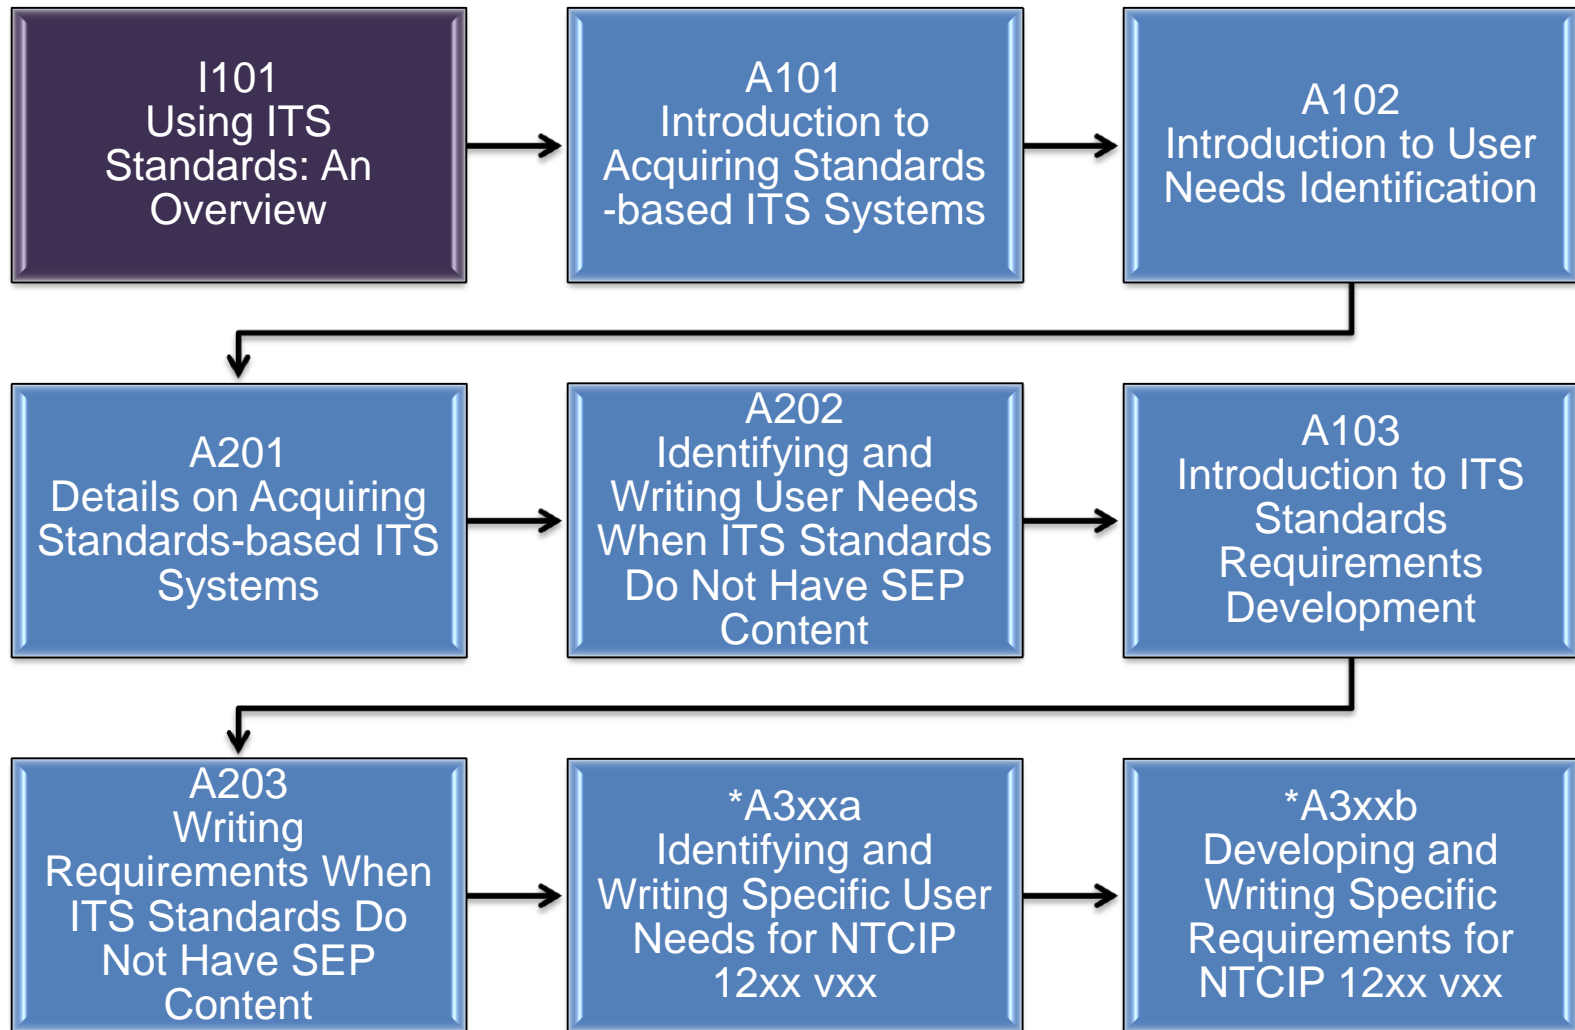 I101
Using ITS
Standards: An
Overview
A101
Introduction to
Acquiring Standards
-based ITS Systems
A102
Introduction to User
Needs Identification
A201
Details on Acquiring
Standards-based ITS
Systems
A202
Identifying and
Writing User Needs
When ITS Standards
Do Not Have SEP
Content
A103
Introduction to ITS
Standards
Requirements
Development
A203
Writing
Requirements When
ITS Standards Do
Not Have SEP
Content
*A3xxa
Identifying and
Writing Specific User
Needs for NTCIP
12xx vxx
*A3xxb
Developing and
Writing Specific
Requirements for
NTCIP 12xx vxx